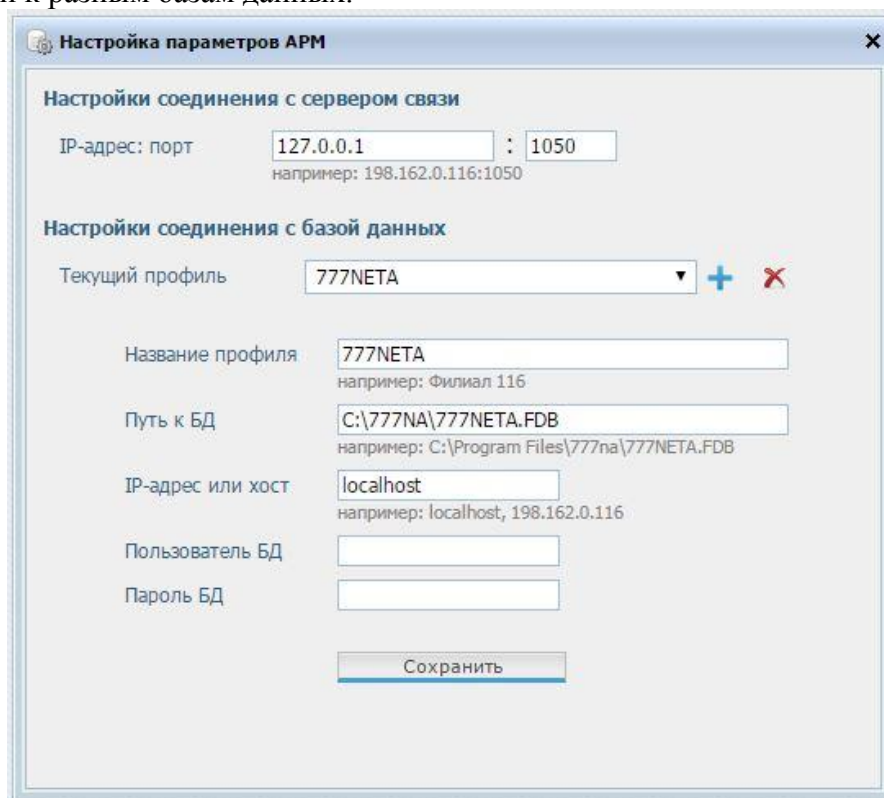 к разным базам данных.
Настройка параметров АРМ
Настройки соединения с сервером связи
IP-адрес: порт 127.0.0.1 : 1050
например: 198.162.0.116:1050
Настройки соединения с базой данных
Текущий профиль 777NETA
Название профиля 777NETA
например: Филиал 116
Путь к БД C:\777NA\777NETA.FDB
например: C:\Program Files\777na\777NETA.FDB
IP-адрес или хост localhost
например: localhost, 198.162.0.116
Пользователь БД
Пароль БД
Сохранить